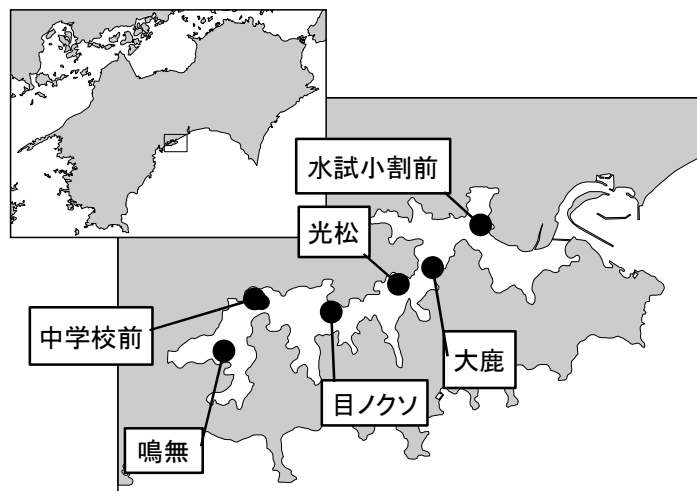 水試小割前
光松
中学校前
大鹿
目ノクソ
鳴無